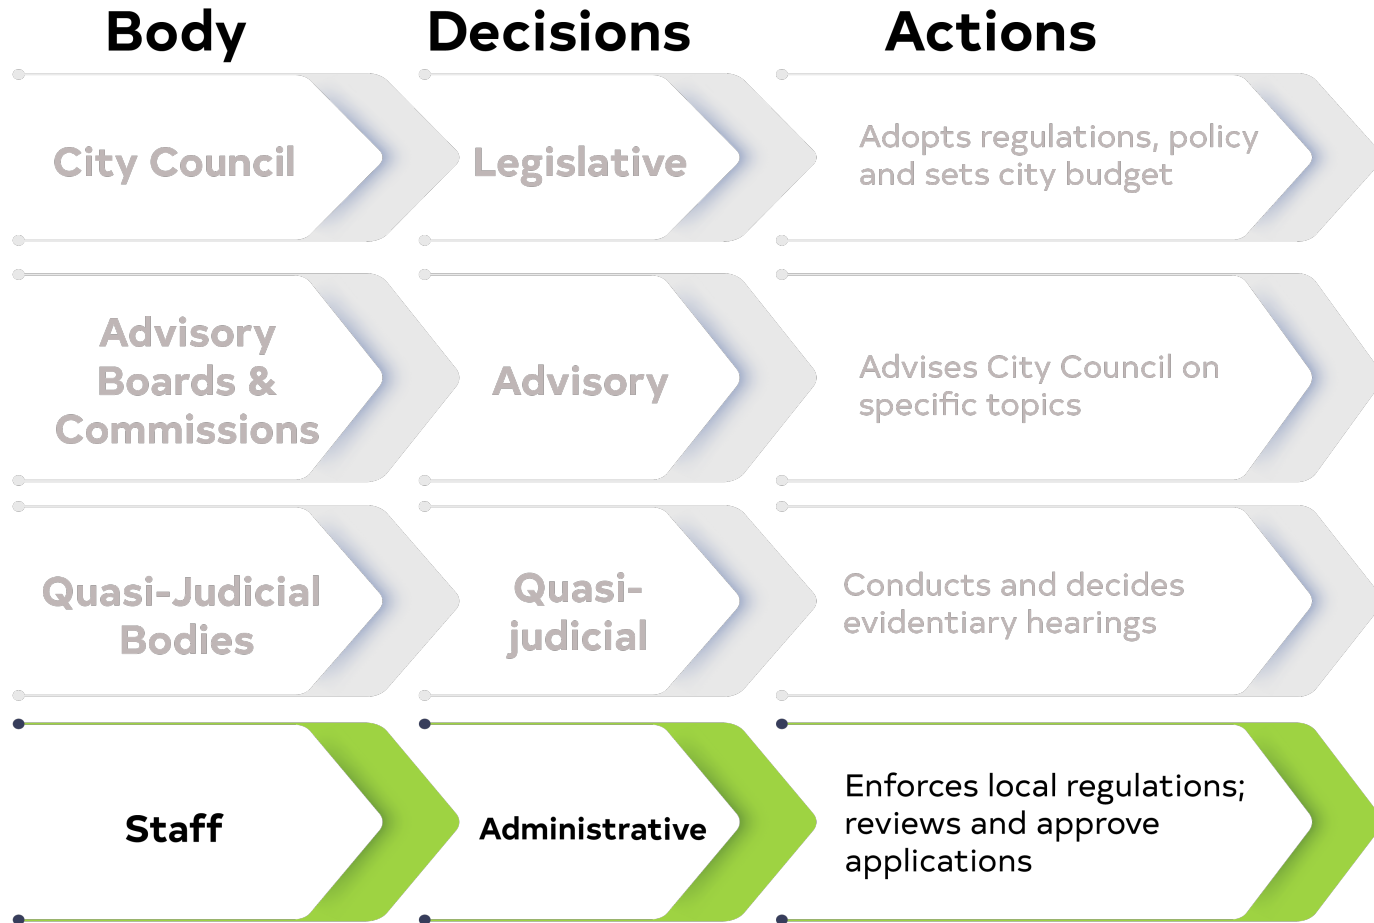 Body
Decisions
Actions
City Council
Legislative
Adopts regulations, policy
and sets city budget
Advisory
Boards &
Commissions
Advisory
Advises City Council on
specific topics
Quasi-Judicial
Bodies
Quasi-
judicial
Conducts and decides
evidentiary hearings
Staff
Administrative
Enforces local regulations;
reviews and approve
applications